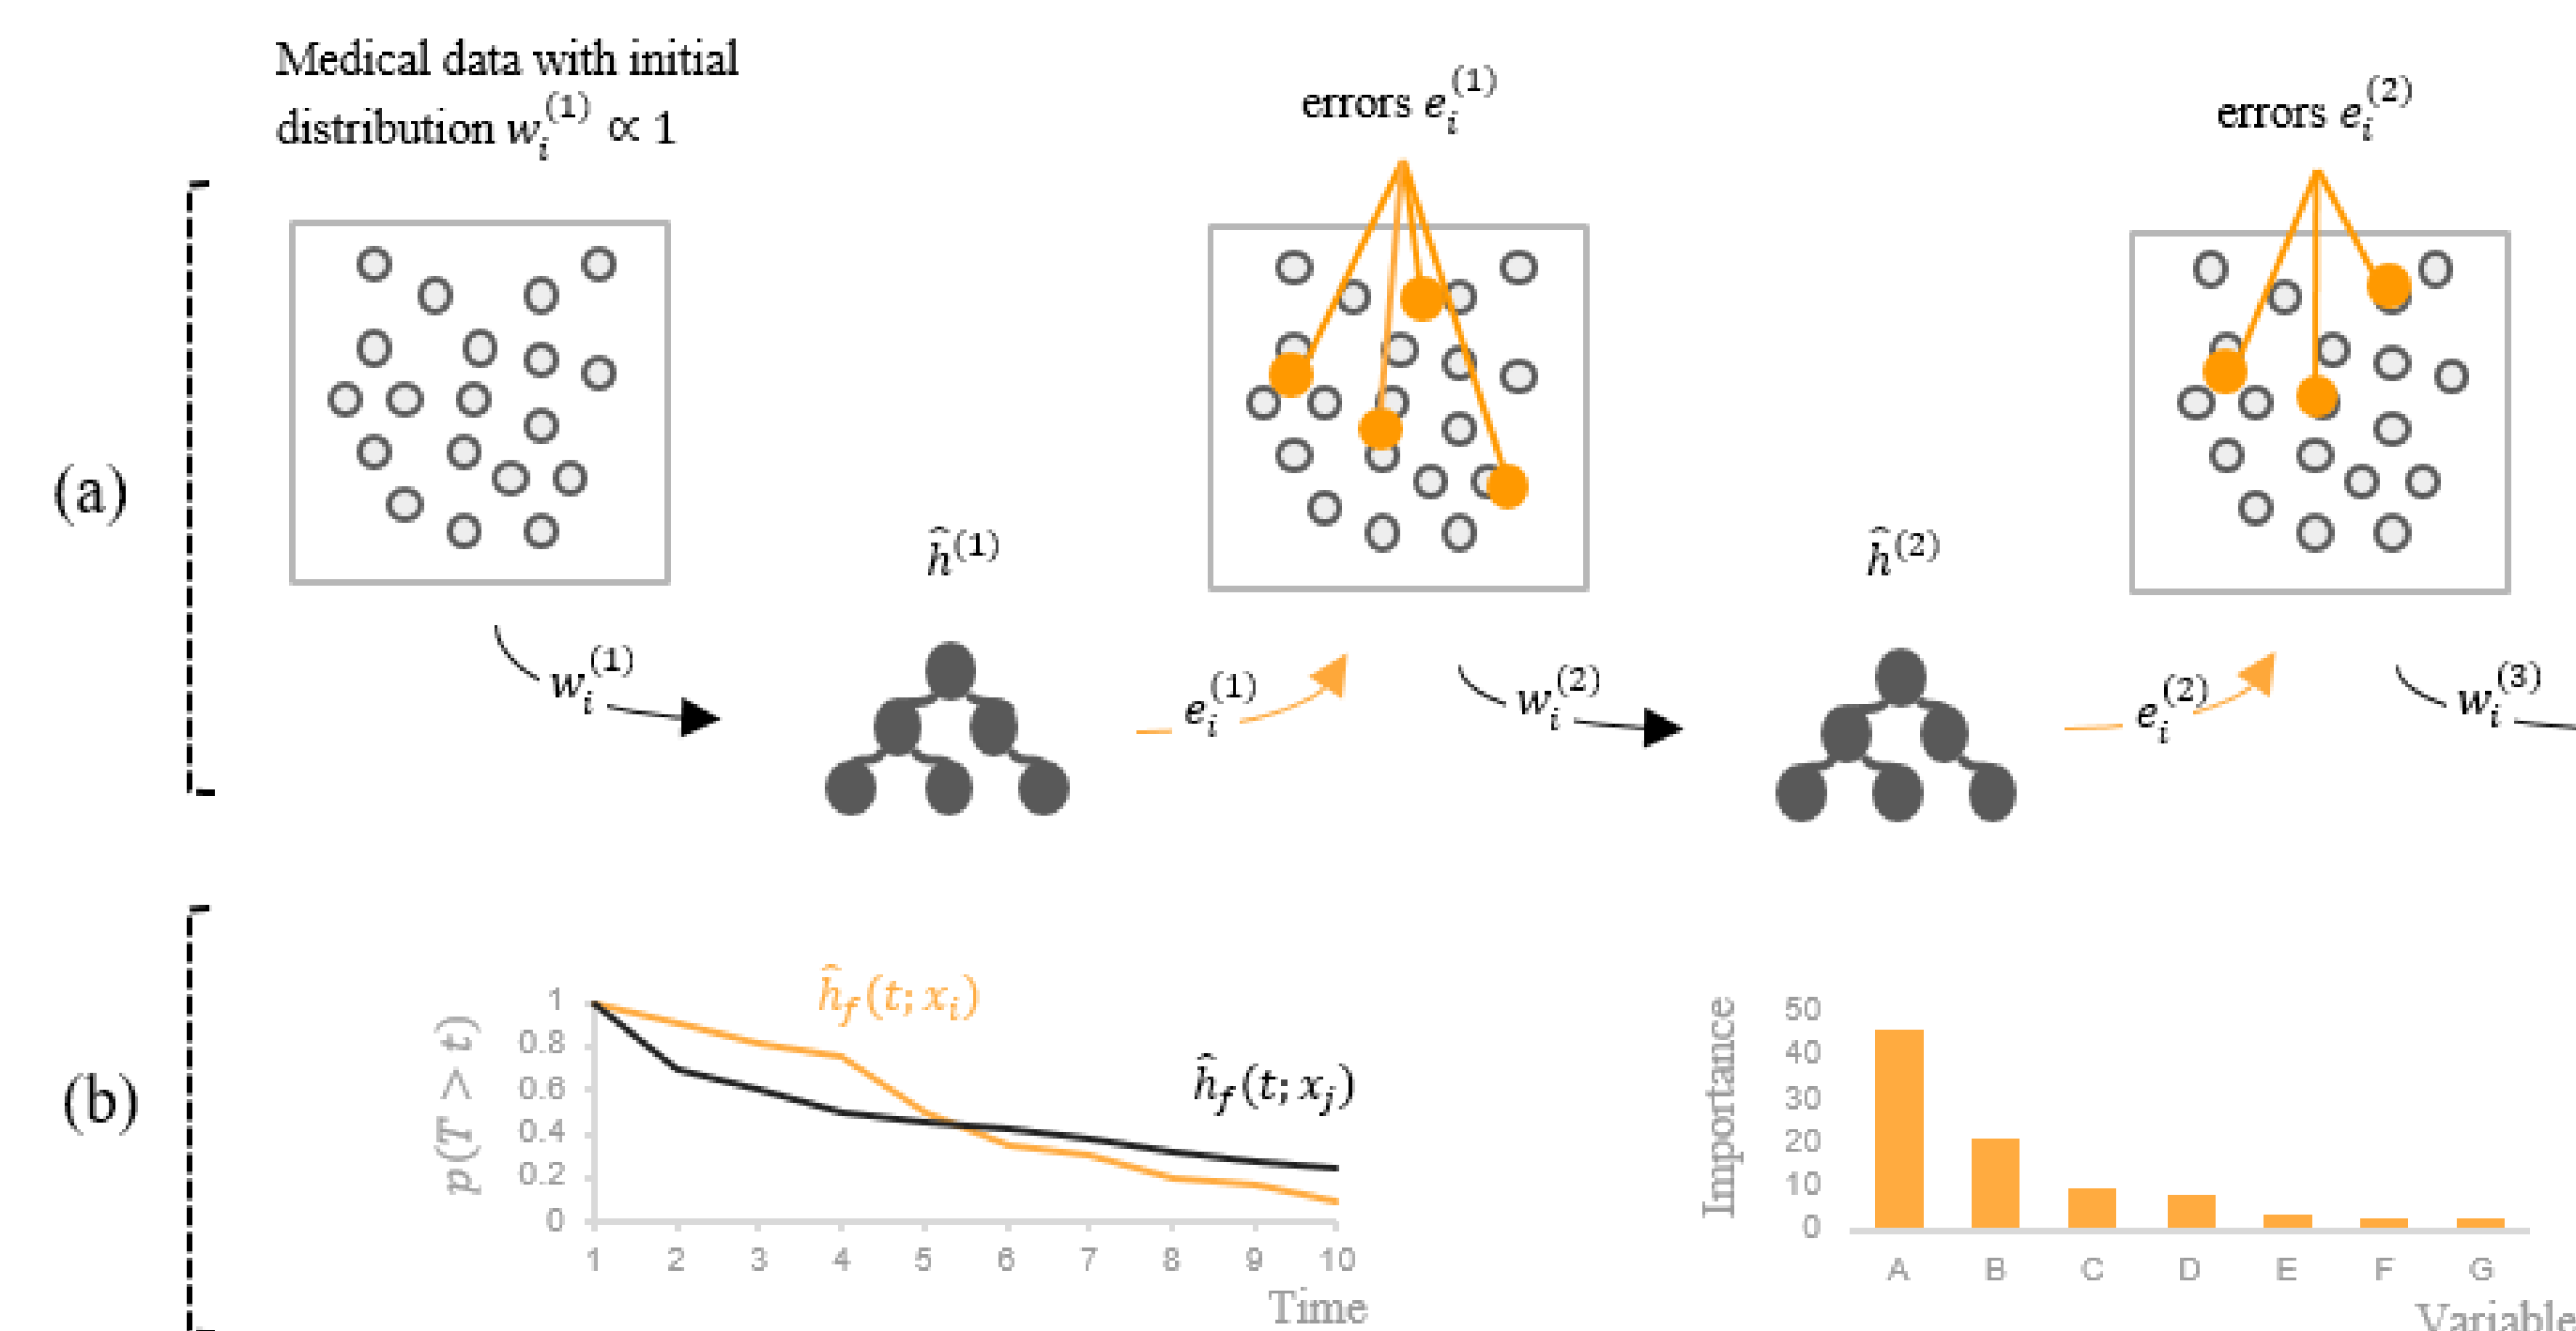 Medical data with initial
distribution w_i^(1) ∝ 1
errors e_i^(1)
errors e_i^(2)
(a)
ĥ^(1)
ĥ^(2)
w_i^(1)
e_i^(1)
w_i^(2)
e_i^(2)
w_i^(3)
(b)
p(T > t)
1
0.8
0.6
0.4
0.2
0
ĥ_f(t; x_i)
ĥ_f(t; x_j)
1 2 3 4 5 6 7 8 9 10
Time
Importance
50
40
30
20
10
0
A B C D E F G
Variable